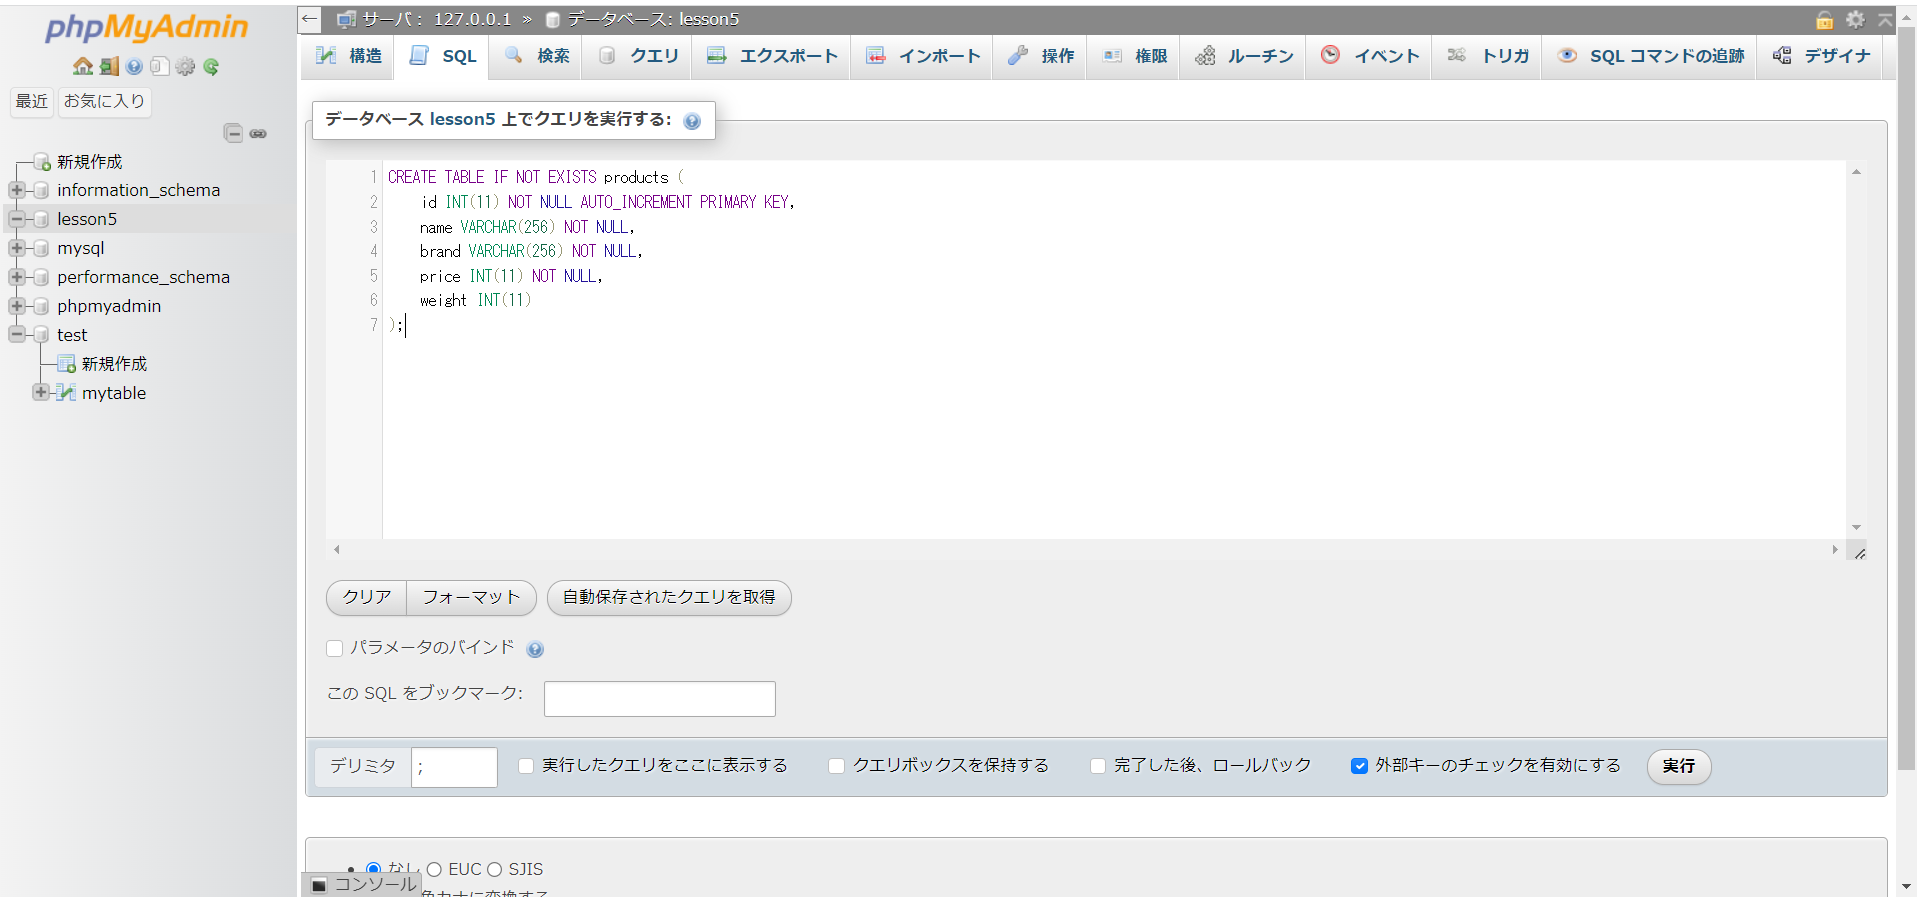 phpMyAdmin
最近
お気に入り
新規作成
information_schema
lesson5
mysql
performance_schema
phpmyadmin
test
新規作成
mytable
← サーバ: 127.0.0.1 » データベース: lesson5
構造 SQL 検索 クエリ エクスポート インポート 操作 権限 ルーチン イベント トリガ SQL コマンドの追跡 デザイナ
データベース lesson5 上でクエリを実行する:
1 CREATE TABLE IF NOT EXISTS products (
2 id INT(11) NOT NULL AUTO_INCREMENT PRIMARY KEY,
3 name VARCHAR(256) NOT NULL,
4 brand VARCHAR(256) NOT NULL,
5 price INT(11) NOT NULL,
6 weight INT(11)
7 );
クリア フォーマット 自動保存されたクエリを取得
パラメータのバインド
この SQL をブックマーク:
デリミタ ; 実行したクエリをここに表示する クエリボックスを保持する 完了した後、ロールバック 外部キーのチェックを有効にする 実行
なし EUC SJIS
コンソール